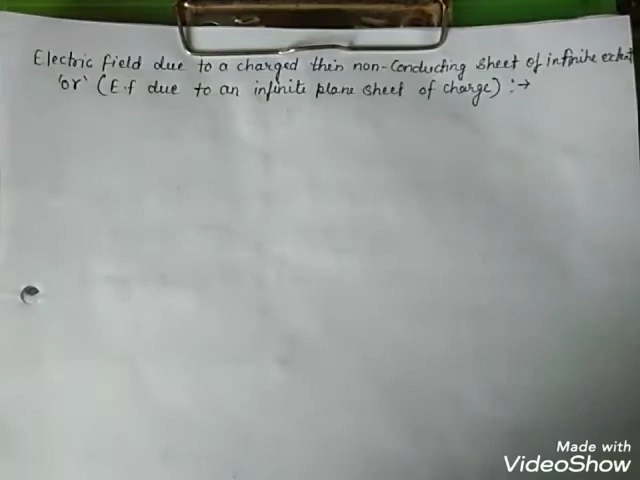 Electric field due to a charged thin non-Conducting sheet of infinite extent
'or' (E.f due to an infinite plane sheet of charge) :→
Made with
VideoShow